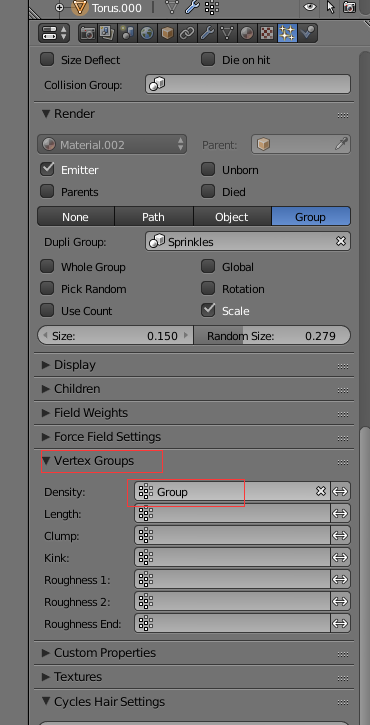 Torus.000
Size Deflect Die on hit
Collision Group:
Render
Material.002 Parent:
Emitter Unborn
Parents Died
None Path Object Group
Dupli Group: Sprinkles
Whole Group Global
Pick Random Rotation
Use Count Scale
Size: 0.150 Random Size: 0.279
Display
Children
Field Weights
Force Field Settings
Vertex Groups
Density: Group
Length:
Clump:
Kink:
Roughness 1:
Roughness 2:
Roughness End:
Custom Properties
Textures
Cycles Hair Settings